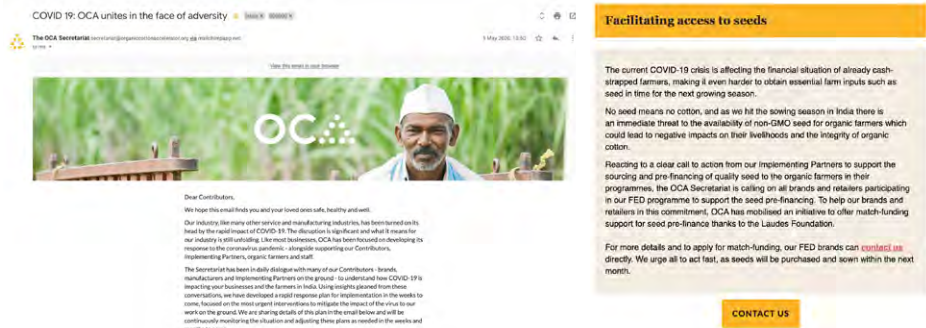 COVID 19: OCA unites in the face of adversity
The OCA Secretariat
5 May 2020, 13:50
to me
View this email in your browser
OCA
Dear Contributors,
We hope this email finds you and your loved ones safe, healthy and well.
Our industry, like many other service and manufacturing industries, has been turned on its
head by the rapid impact of COVID-19. The disruption is significant and what it means for
our industry is still unfolding. Like most businesses, OCA has been focused on developing its
response to the coronavirus pandemic - alongside supporting our Contributors,
Implementing Partners, organic farmers and staff.
The Secretariat has been in daily dialogue with many of our Contributors - brands,
manufacturers and Implementing Partners on the ground - to understand how COVID-19 is
impacting your businesses and the farmers in India. Using insights gleaned from these
conversations, we have developed a rapid response plan for implementation in the weeks to
come, focused on the most urgent interventions to mitigate the impact of the virus to our
work on the ground. We are sharing details of this plan in the email below and will be
continuously monitoring the situation and adjusting these plans as needed in the weeks and
Facilitating access to seeds
The current COVID-19 crisis is affecting the financial situation of already cash-
strapped farmers, making it even harder to obtain essential farm inputs such as
seed in time for the next growing season.
No seed means no cotton, and as we hit the sowing season in India there is
an immediate threat to the availability of non-GMO seed for organic farmers which
could lead to negative impacts on their livelihoods and the integrity of organic
cotton.
Reacting to a clear call to action from our Implementing Partners to support the
sourcing and pre-financing of quality seed to the organic farmers in their
programmes, the OCA Secretariat is calling on all brands and retailers participating
in our FED programme to support the seed pre-financing. To help our brands and
retailers in this commitment, OCA has mobilised an initiative to offer match-funding
support for seed pre-finance thanks to the Laudes Foundation.
For more details and to apply for match-funding, our FED brands can contact us
directly. We urge all to act fast, as seeds will be purchased and sown within the next
month.
CONTACT US